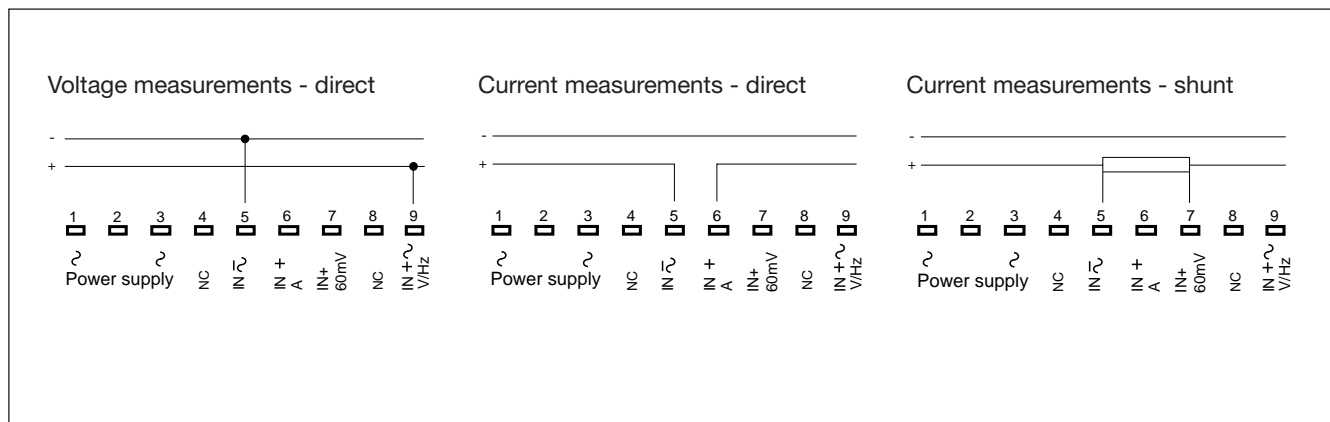 Voltage measurements - direct
-
+
1 2 3 4 5 6 7 8 9
~ ~
Power supply
NC
IN ~
IN + A
IN+ 60mV
NC
IN + ~ V/Hz
Current measurements - direct
-
+
1 2 3 4 5 6 7 8 9
~ ~
Power supply
NC
IN ~
IN + A
IN+ 60mV
NC
IN + ~ V/Hz
Current measurements - shunt
-
+
1 2 3 4 5 6 7 8 9
~ ~
Power supply
NC
IN ~
IN + A
IN+ 60mV
NC
IN + ~ V/Hz